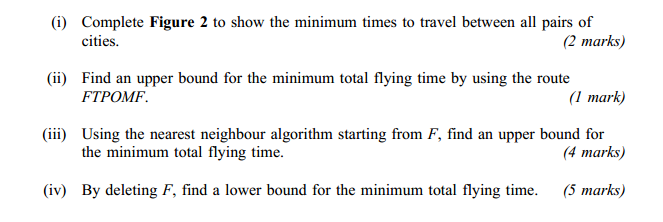 (i) Complete Figure 2 to show the minimum times to travel between all pairs of
cities. (2 marks)
(ii) Find an upper bound for the minimum total flying time by using the route
FTPOMF. (1 mark)
(iii) Using the nearest neighbour algorithm starting from F, find an upper bound for
the minimum total flying time. (4 marks)
(iv) By deleting F, find a lower bound for the minimum total flying time. (5 marks)